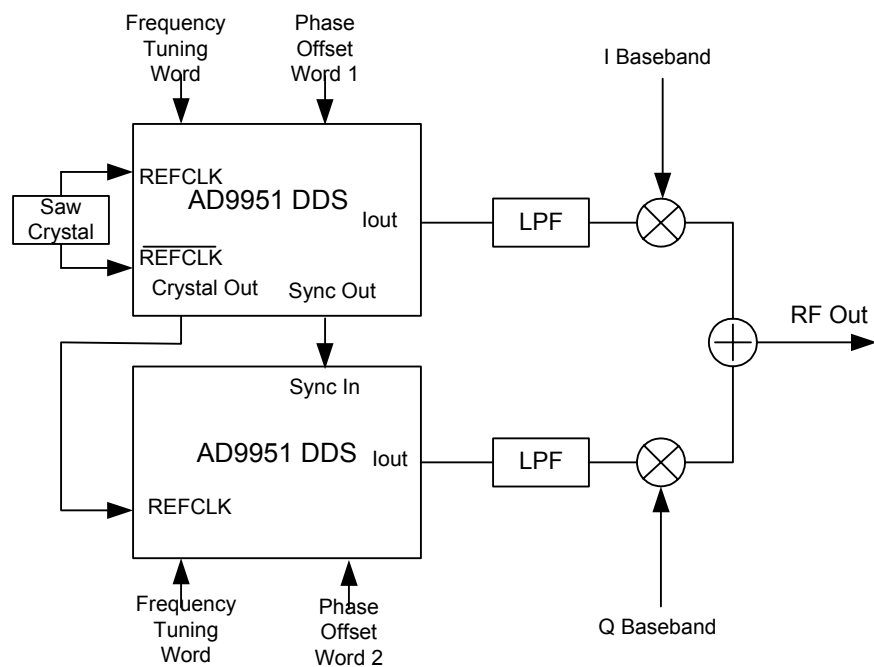 Frequency
Tuning
Word
Phase
Offset
Word 1
I Baseband
REFCLK
AD9951 DDS
Saw
Crystal
Iout
LPF
REFCLK
Crystal Out
Sync Out
RF Out
Sync In
AD9951 DDS
Iout
LPF
REFCLK
Frequency
Tuning
Word
Phase
Offset
Word 2
Q Baseband